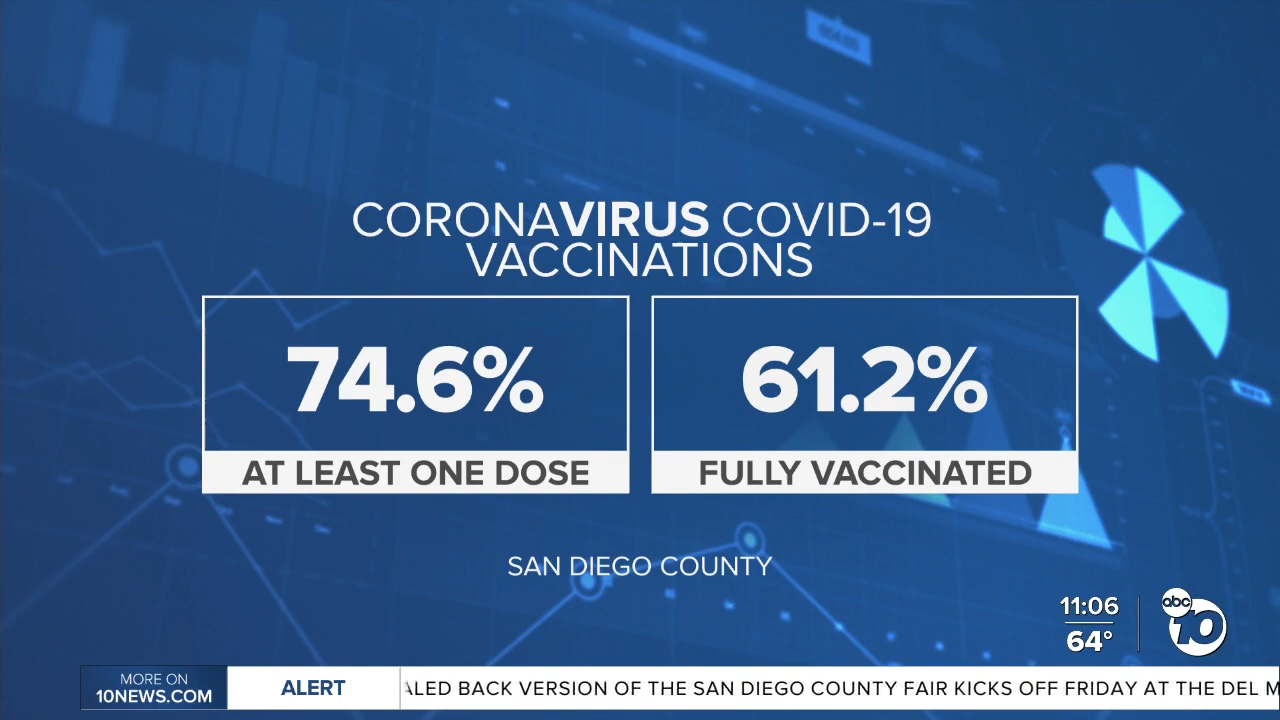 CORONAVIRUS COVID-19
VACCINATIONS
74.6%
61.2%
AT LEAST ONE DOSE
FULLY VACCINATED
SAN DIEGO COUNTY
11:06
64°
abc
10
MORE ON
10NEWS.COM
ALERT
ALED BACK VERSION OF THE SAN DIEGO COUNTY FAIR KICKS OFF FRIDAY AT THE DEL M